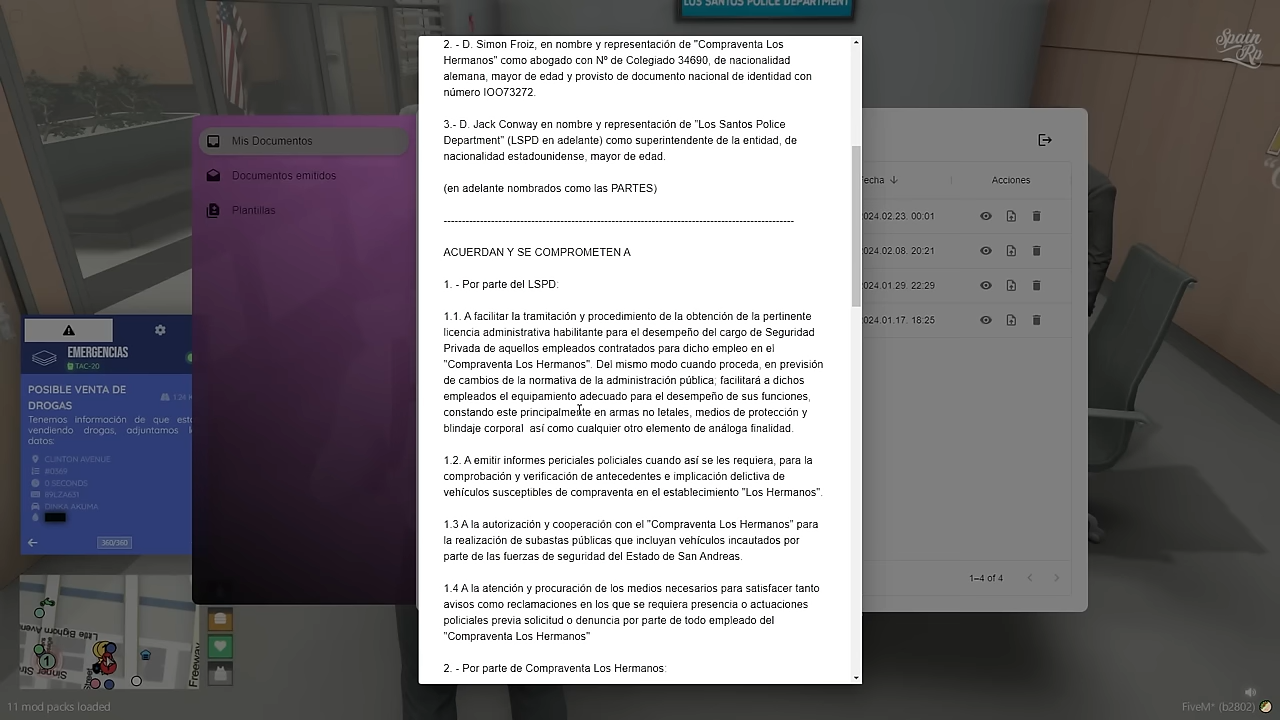 LOS SANTOS POLICE DEPARTMENT
Spain
Rp
2. - D. Simon Froiz, en nombre y representación de "Compraventa Los
Hermanos" como abogado con Nº de Colegiado 34690, de nacionalidad
alemana, mayor de edad y provisto de documento nacional de identidad con
número IOO73272.
3.- D. Jack Conway en nombre y representación de "Los Santos Police
Department" (LSPD en adelante) como superintendente de la entidad, de
nacionalidad estadounidense, mayor de edad.
(en adelante nombrados como las PARTES)
------------------------------------------------------------------------------------------------
ACUERDAN Y SE COMPROMETEN A
1. - Por parte del LSPD:
1.1. A facilitar la tramitación y procedimiento de la obtención de la pertinente
licencia administrativa habilitante para el desempeño del cargo de Seguridad
Privada de aquellos empleados contratados para dicho empleo en el
"Compraventa Los Hermanos". Del mismo modo cuando proceda, en previsión
de cambios de la normativa de la administración pública, facilitará a dichos
empleados el equipamiento adecuado para el desempeño de sus funciones,
constando este principalmente en armas no letales, medios de protección y
blindaje corporal así como cualquier otro elemento de análoga finalidad.
1.2. A emitir informes periciales policiales cuando así se les requiera, para la
comprobación y verificación de antecedentes e implicación delictiva de
vehículos susceptibles de compraventa en el establecimiento "Los Hermanos".
1.3 A la autorización y cooperación con el "Compraventa Los Hermanos" para
la realización de subastas públicas que incluyan vehículos incautados por
parte de las fuerzas de seguridad del Estado de San Andreas.
1.4 A la atención y procuración de los medios necesarios para satisfacer tanto
avisos como reclamaciones en los que se requiera presencia o actuaciones
policiales previa solicitud o denuncia por parte de todo empleado del
"Compraventa Los Hermanos"
2. - Por parte de Compraventa Los Hermanos:
Mis Documentos
Documentos emitidos
Plantillas
fecha
Acciones
2024.02.23. 00:01
2024.02.08. 20:21
2024.01.29. 22:29
2024.01.17. 18:25
1–4 of 4
EMERGENCIAS
TAC-20
POSIBLE VENTA DE
DROGAS
1.24 K
Tenemos información de que est
vendiendo drogas, adjuntamos l
datos:
CLINTON AVENUE
#0369
0 SECONDS
89LZA631
DINKA AKUMA
360/360
Little Bighorn Aven
Sinner
Freeway
1
11 mod packs loaded
FiveM* (b2802)